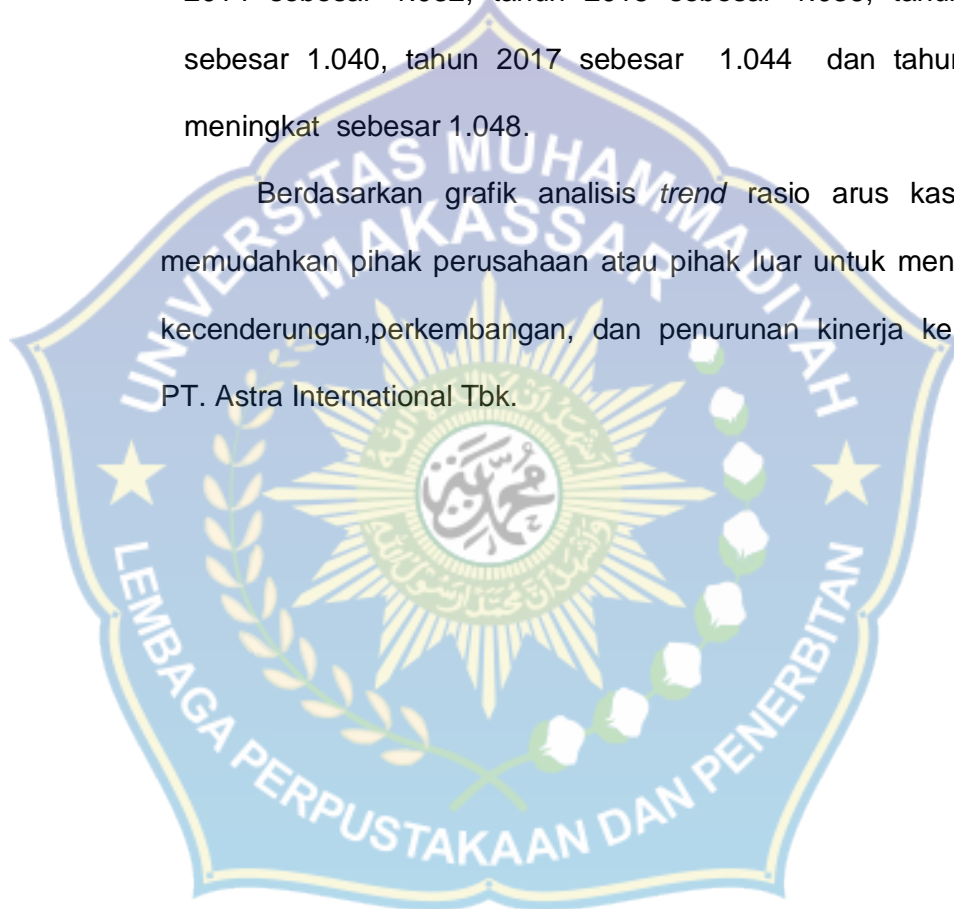 sebesar 1.040, tahun 2017 sebesar 1.044 dan tahun
meningkat sebesar 1.048.
Berdasarkan grafik analisis trend rasio arus kas
memudahkan pihak perusahaan atau pihak luar untuk men
kecenderungan,perkembangan, dan penurunan kinerja ke
PT. Astra International Tbk.
UNIVERSITAS MUHAMMADIYAH
MAKASSAR
LEMBAGA PERPUSTAKAAN DAN PENERBITAN